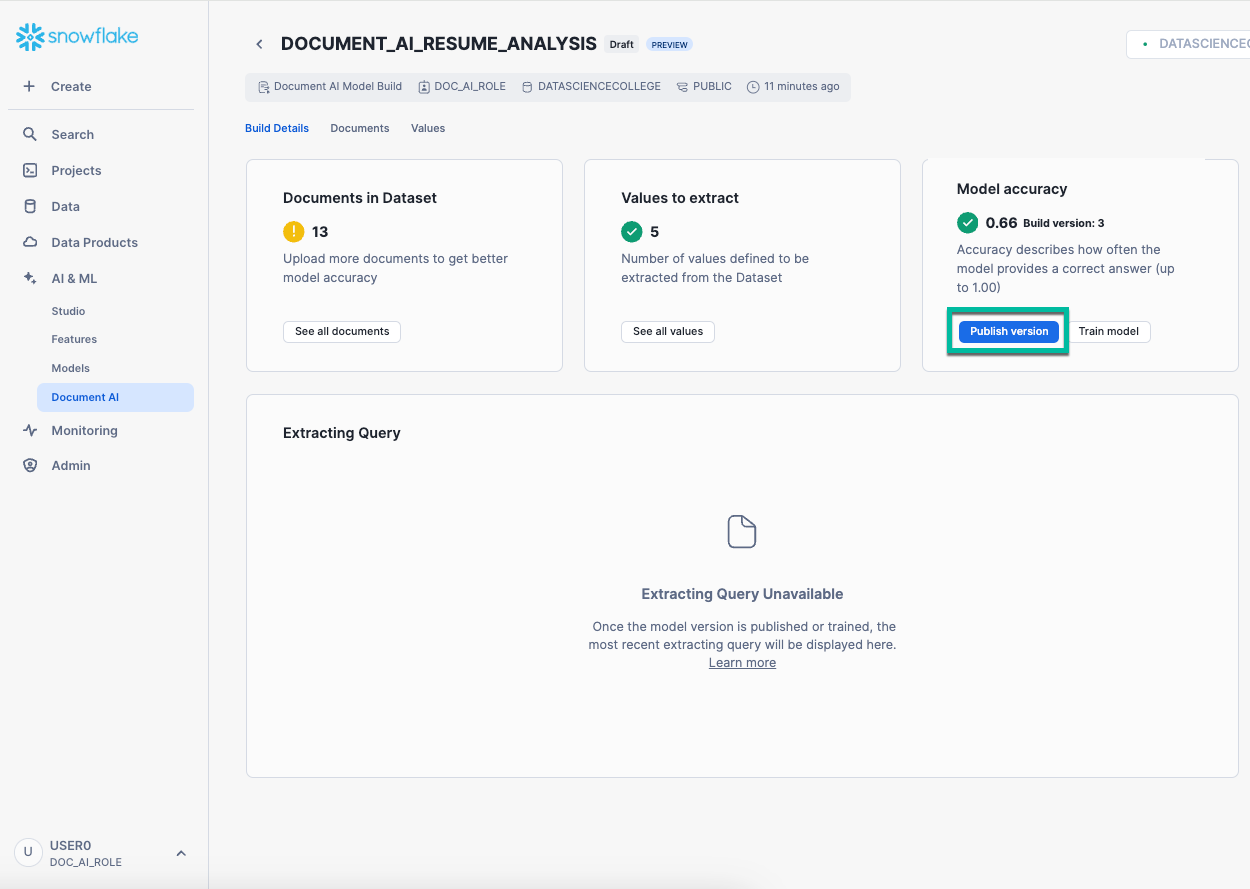 snowflake
Create
Search
Projects
Data
Data Products
AI & ML
Studio
Features
Models
Document AI
Monitoring
Admin
U
USER0
DOC_AI_ROLE
DOCUMENT_AI_RESUME_ANALYSIS Draft PREVIEW
DATASCIENCEC
Document AI Model Build DOC_AI_ROLE DATASCIENCECOLLEGE PUBLIC 11 minutes ago
Build Details Documents Values
Documents in Dataset
! 13
Upload more documents to get better
model accuracy
See all documents
Values to extract
5
Number of values defined to be
extracted from the Dataset
See all values
Model accuracy
0.66 Build version: 3
Accuracy describes how often the
model provides a correct answer (up
to 1.00)
Publish version Train model
Extracting Query
Extracting Query Unavailable
Once the model version is published or trained, the
most recent extracting query will be displayed here.
Learn more